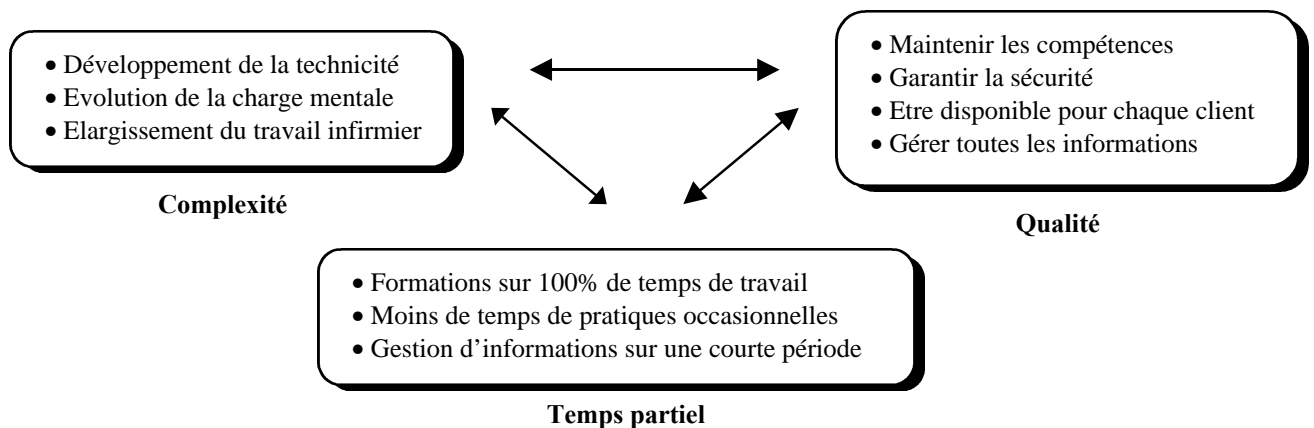 • Développement de la technicité
• Evolution de la charge mentale
• Elargissement du travail infirmier
Complexité
• Maintenir les compétences
• Garantir la sécurité
• Etre disponible pour chaque client
• Gérer toutes les informations
Qualité
• Formations sur 100% de temps de travail
• Moins de temps de pratiques occasionnelles
• Gestion d’informations sur une courte période
Temps partiel